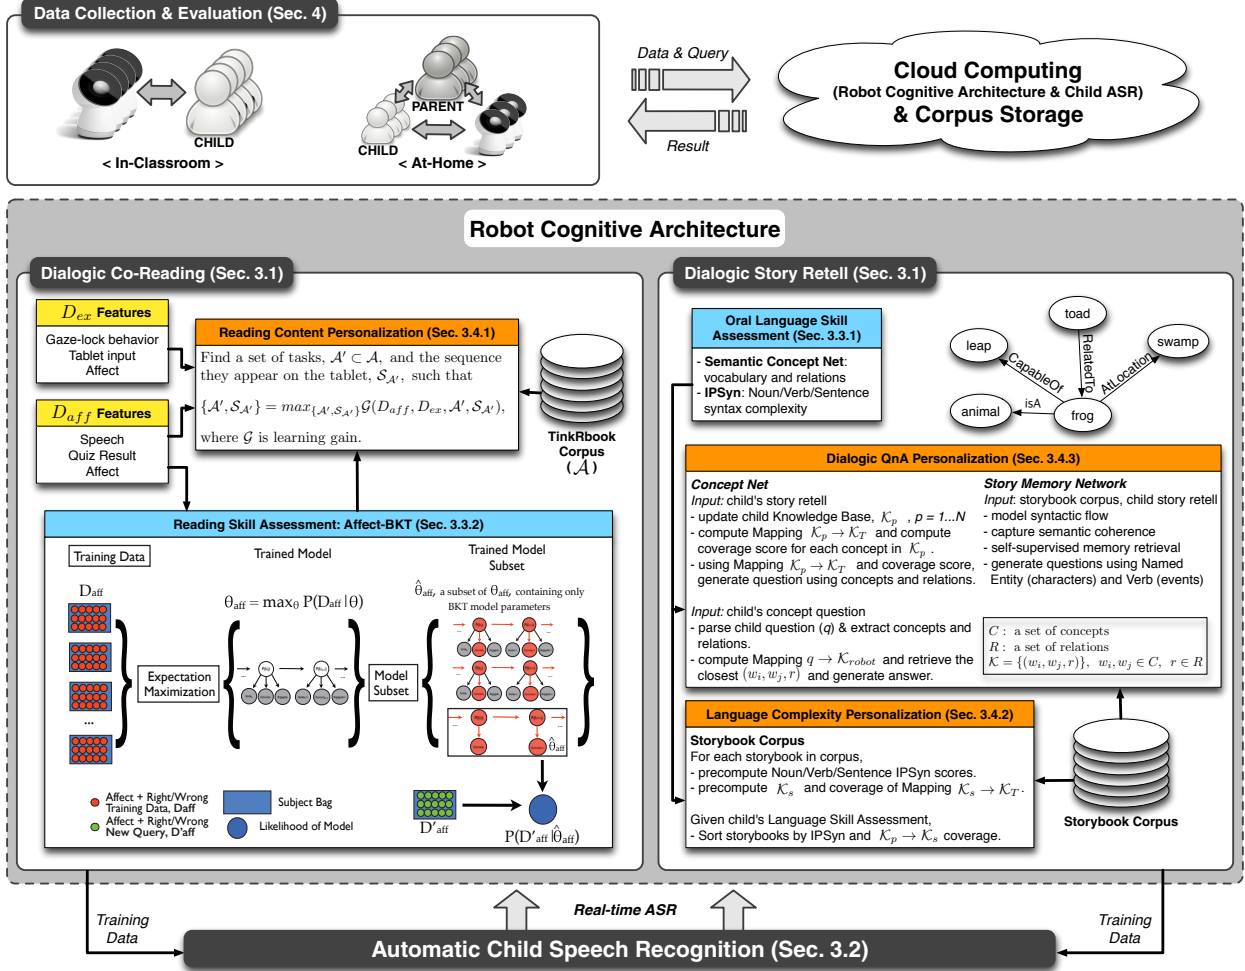 Data Collection & Evaluation (Sec. 4)
CHILD
< In-Classroom >
PARENT
CHILD
< At-Home >
Data & Query
Result
Cloud Computing
(Robot Cognitive Architecture & Child ASR)
& Corpus Storage
Robot Cognitive Architecture
Dialogic Co-Reading (Sec. 3.1)
D_ex Features
Gaze-lock behavior
Tablet input
Affect
D_aff Features
Speech
Quiz Result
Affect
Reading Content Personalization (Sec. 3.4.1)
Find a set of tasks, 𝒜′ ⊂ 𝒜, and the sequence
they appear on the tablet, 𝒮_𝒜′, such that
{𝒜′, 𝒮_𝒜′} = max_{𝒜′,𝒮_𝒜′} 𝒢(D_aff, D_ex, 𝒜′, 𝒮_𝒜′),
where 𝒢 is learning gain.
TinkRbook
Corpus
(𝒜)
Reading Skill Assessment: Affect-BKT (Sec. 3.3.2)
Training Data
Trained Model
Trained Model
Subset
D_aff
...
Expectation
Maximization
θ_aff = max_θ P(D_aff | θ)
Model
Subset
θ̂_aff, a subset of θ_aff, containing only
BKT model parameters
θ̂_aff
Affect + Right/Wrong
Training Data, Daff
Affect + Right/Wrong
New Query, D'aff
Subject Bag
Likelihood of Model
D'_aff
P(D'_aff | θ̂_aff)
Dialogic Story Retell (Sec. 3.1)
Oral Language Skill
Assessment (Sec. 3.3.1)
- Semantic Concept Net:
vocabulary and relations
- IPSyn: Noun/Verb/Sentence
syntax complexity
toad
leap
swamp
animal
frog
CapableOf
RelatedTo
AtLocation
isA
Dialogic QnA Personalization (Sec. 3.4.3)
Concept Net
Input: child's story retell
- update child Knowledge Base, 𝒦_p , p = 1...N
- compute Mapping 𝒦_p → 𝒦_T and compute
coverage score for each concept in 𝒦_p .
- using Mapping 𝒦_p → 𝒦_T and coverage score,
generate question using concepts and relations.
Input: child's concept question
- parse child question (q) & extract concepts and
relations.
- compute Mapping q → 𝒦_robot and retrieve the
closest (w_i, w_j, r) and generate answer.
Story Memory Network
Input: storybook corpus, child story retell
- model syntactic flow
- capture semantic coherence
- self-supervised memory retrieval
- generate questions using Named
Entity (characters) and Verb (events)
C : a set of concepts
R : a set of relations
𝒦 = {(w_i, w_j, r)}, w_i, w_j ∈ C, r ∈ R
Language Complexity Personalization (Sec. 3.4.2)
Storybook Corpus
For each storybook in corpus,
- precompute Noun/Verb/Sentence IPSyn scores.
- precompute 𝒦_s and coverage of Mapping 𝒦_s → 𝒦_T.
Given child's Language Skill Assessment,
- Sort storybooks by IPSyn and 𝒦_p → 𝒦_s coverage.
Storybook Corpus
Training
Data
Real-time ASR
Training
Data
Automatic Child Speech Recognition (Sec. 3.2)